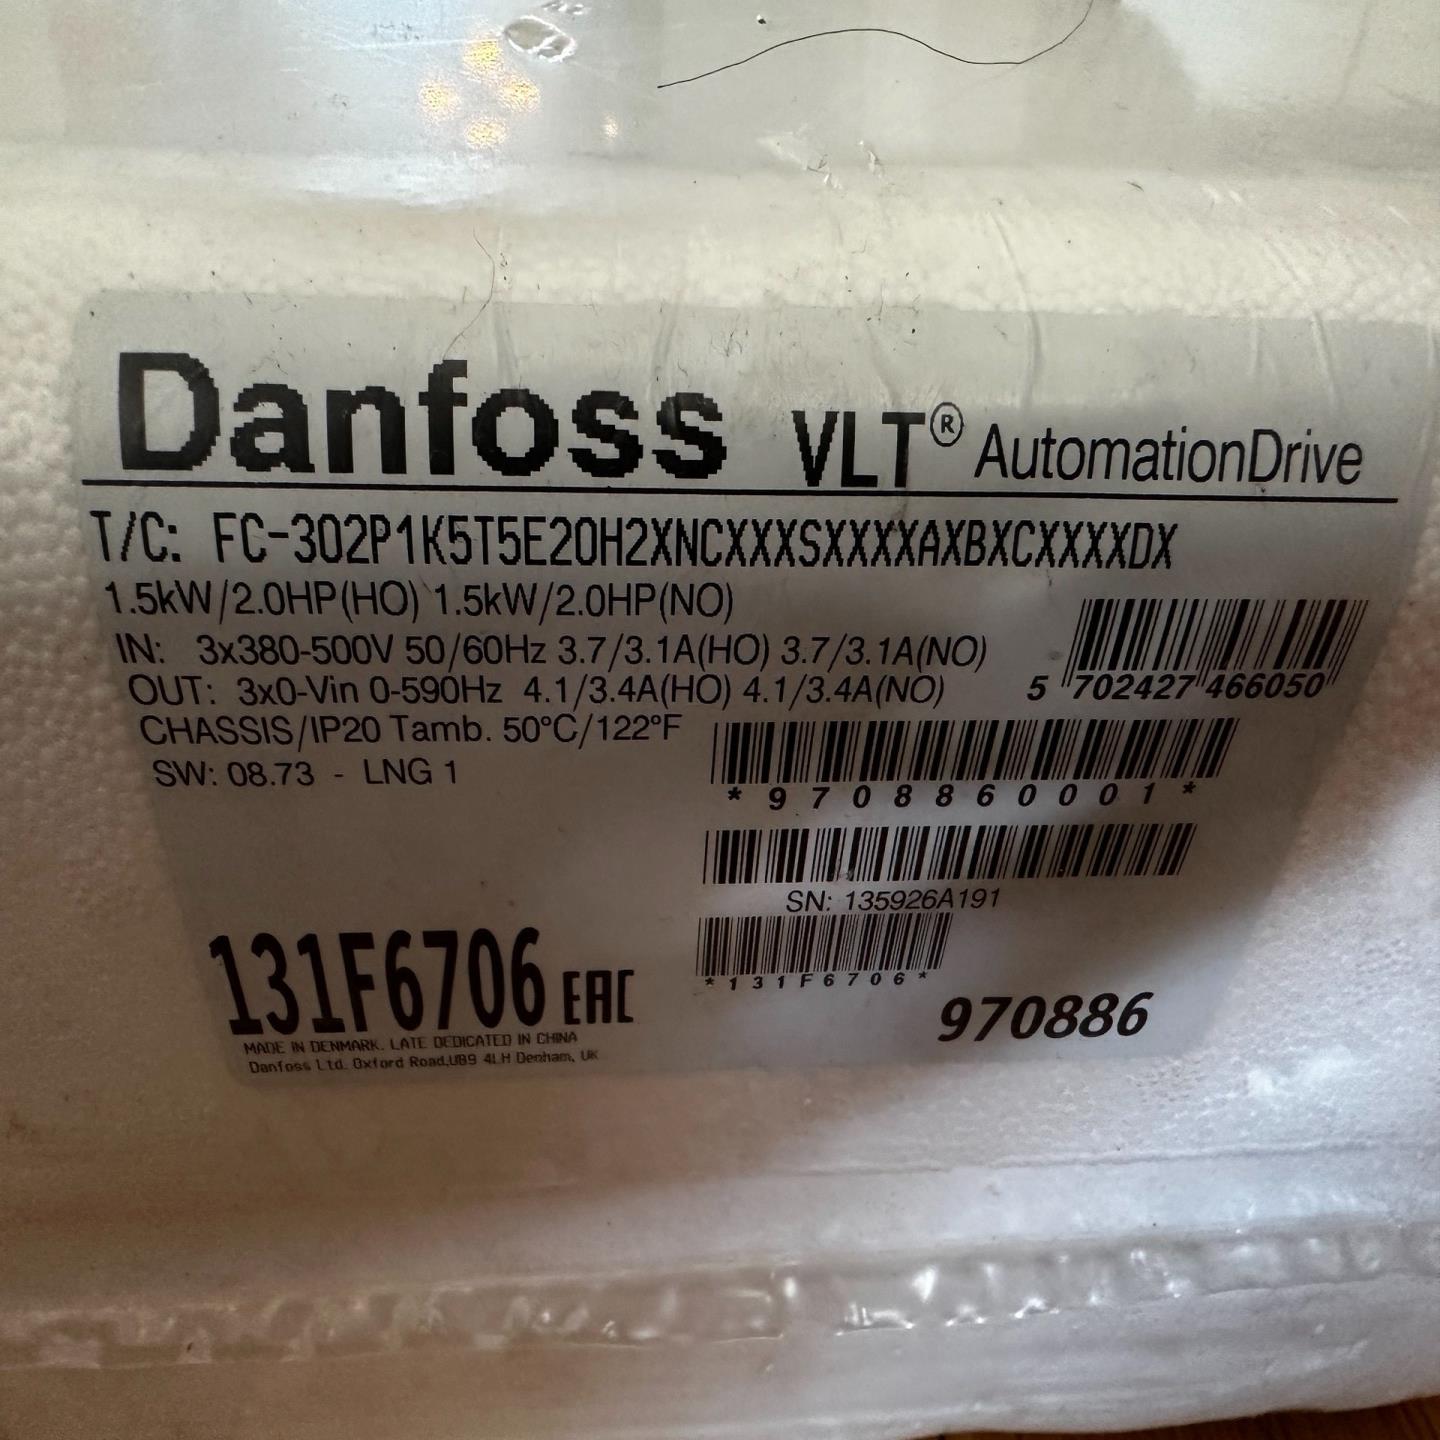 Danfoss VLT® AutomationDrive
T/C: FC-302P1K5T5E20H2XNCXXXSXXXXAXBXCXXXXDX
1.5kW/2.0HP(HO) 1.5kW/2.0HP(NO)
IN: 3x380-500V 50/60Hz 3.7/3.1A(HO) 3.7/3.1A(NO)
OUT: 3x0-Vin 0-590Hz 4.1/3.4A(HO) 4.1/3.4A(NO)
5 702427 466050
CHASSIS/IP20 Tamb. 50°C/122°F
SW: 08.73 - LNG 1
*9708860001*
SN: 135926A191
*131F6706*
131F6706 EAC
970886
MADE IN DENMARK. LATE DEDICATED IN CHINA
Danfoss Ltd. Oxford Road,UB9 4LH Denham, UK